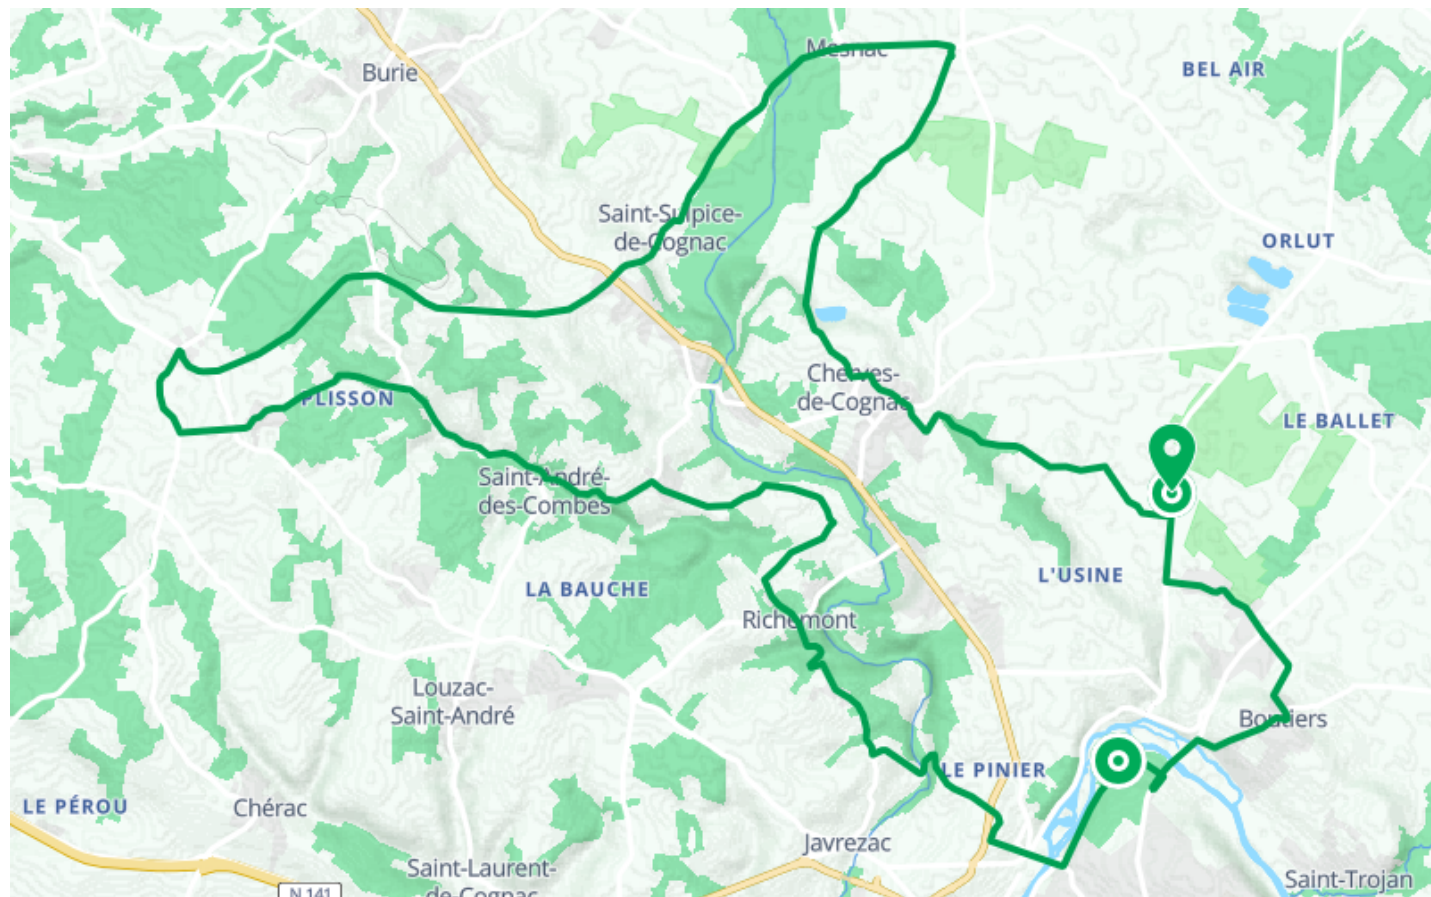 Mesnac
BEL AIR
Burie
Saint-Sulpice-
de-Cognac
ORLUT
Cherves-
de-Cognac
PLISSON
LE BALLET
Saint-André-
des-Combes
L'USINE
LA BAUCHE
Richemont
Louzac-
Saint-André
Boutiers
LE PINIER
LE PÉROU
Chérac
Javrezac
Saint-Laurent-
de-Cognac
Saint-Trojan
N 141